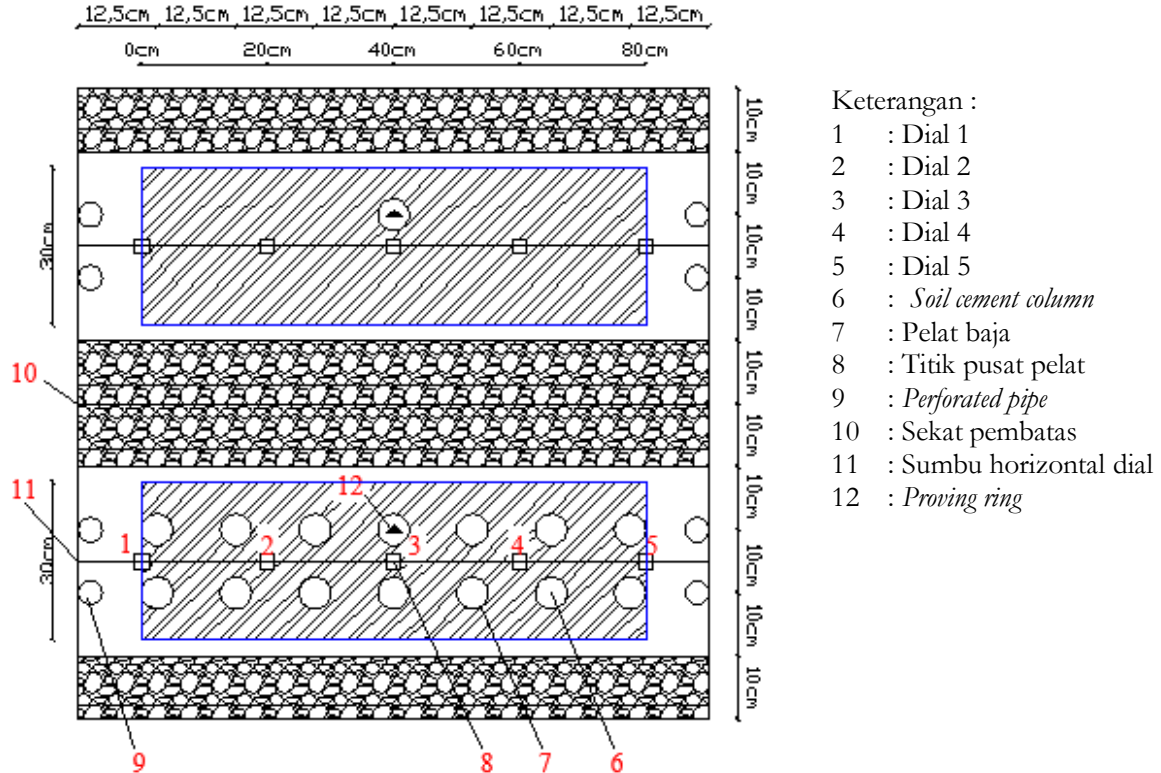 12,5cm 12,5cm 12,5cm 12,5cm 12,5cm 12,5cm 12,5cm 12,5cm
0cm 20cm 40cm 60cm 80cm
10cm
10cm
10cm
10cm
10cm
10cm
10cm
10cm
10cm
10cm
30cm
30cm
10
11
12
1 2 3 4 5
9 8 7 6
Keterangan :
1 : Dial 1
2 : Dial 2
3 : Dial 3
4 : Dial 4
5 : Dial 5
6 : Soil cement column
7 : Pelat baja
8 : Titik pusat pelat
9 : Perforated pipe
10 : Sekat pembatas
11 : Sumbu horizontal dial
12 : Proving ring